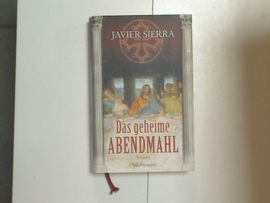 JAVIER SIERRA
Das geheime
ABENDMAHL
Roman